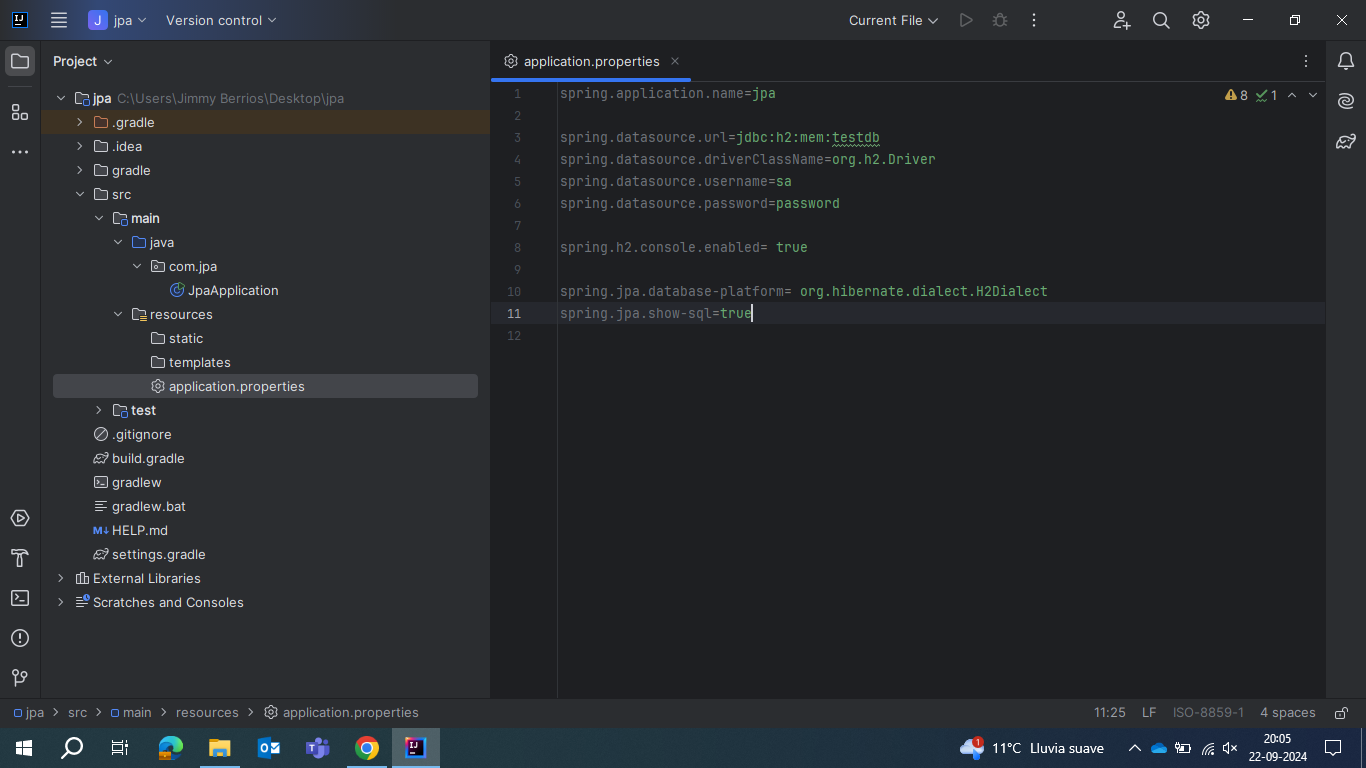 J jpa Version control Current File
Project
application.properties
jpa C:\Users\Jimmy Berrios\Desktop\jpa
.gradle
.idea
gradle
src
main
java
com.jpa
JpaApplication
resources
static
templates
application.properties
test
.gitignore
build.gradle
gradlew
gradlew.bat
M↓ HELP.md
settings.gradle
External Libraries
Scratches and Consoles
8 1
1 spring.application.name=jpa
2
3 spring.datasource.url=jdbc:h2:mem:testdb
4 spring.datasource.driverClassName=org.h2.Driver
5 spring.datasource.username=sa
6 spring.datasource.password=password
7
8 spring.h2.console.enabled= true
9
10 spring.jpa.database-platform= org.hibernate.dialect.H2Dialect
11 spring.jpa.show-sql=true
12
jpa > src > main > resources > application.properties 11:25 LF ISO-8859-1 4 spaces
1 11°C Lluvia suave 20:05
22-09-2024